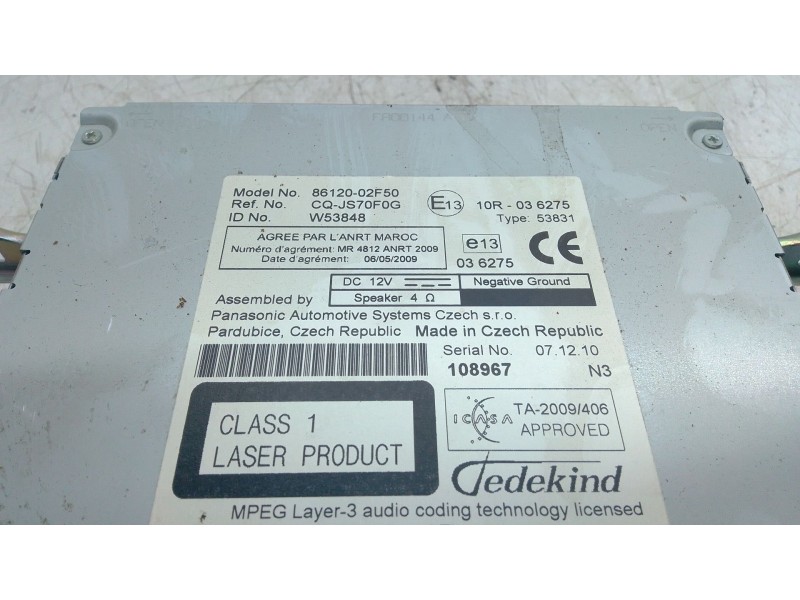 FR00144
OPEN
Model No. 86120-02F50
Ref. No. CQ-JS70F0G
ID No. W53848
E13
10R - 03 6275
Type: 53831
AGREE PAR L'ANRT MAROC
Numéro d'agrément: MR 4812 ANRT 2009
Date d'agrément: 06/05/2009
e13
03 6275
CE
DC 12V
Negative Ground
Speaker 4 Ω
Assembled by
Panasonic Automotive Systems Czech s.r.o.
Pardubice, Czech Republic Made in Czech Republic
Serial No. 07.12.10
108967 N3
CLASS 1
LASER PRODUCT
ICASA
TA-2009/406
APPROVED
Jedekind
MPEG Layer-3 audio coding technology licensed